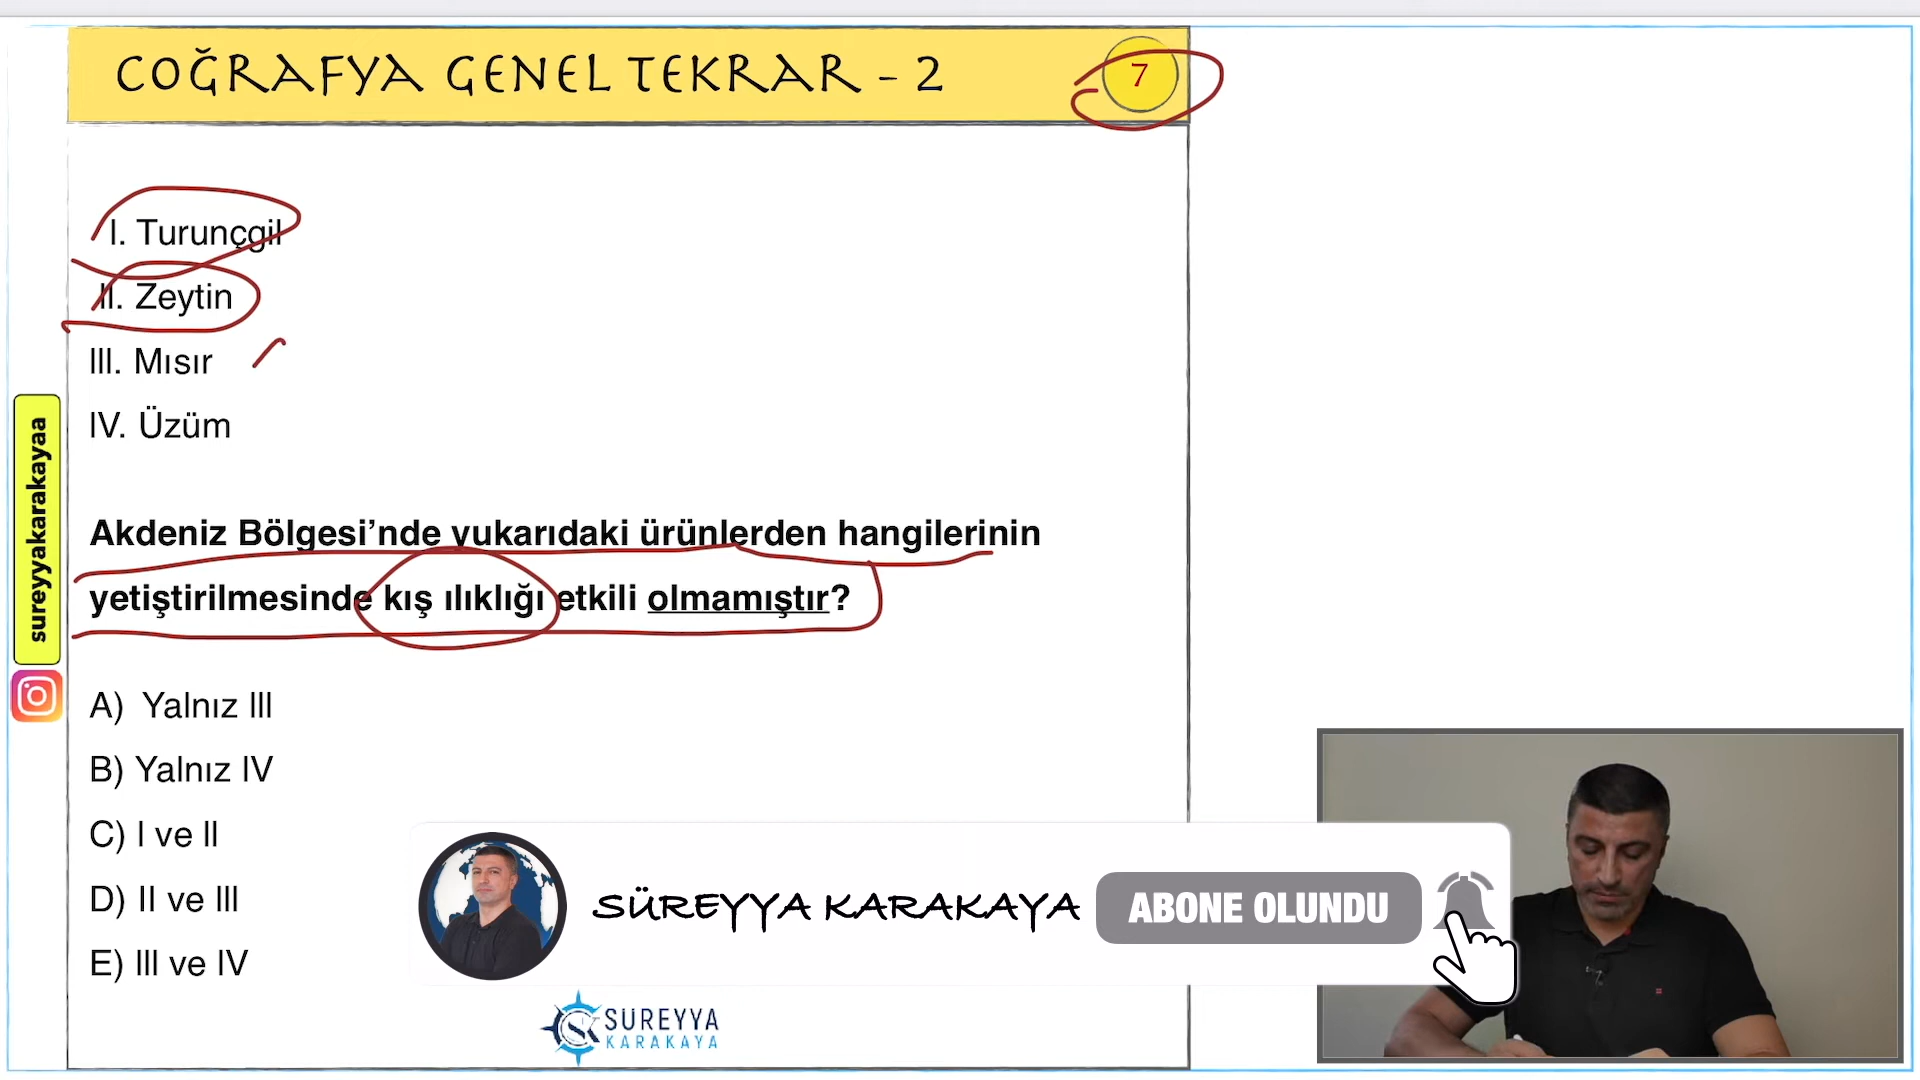 COĞRAFYA GENEL TEKRAR - 2
7
I. Turunçgil
II. Zeytin
III. Mısır
IV. Üzüm
Akdeniz Bölgesi’nde yukarıdaki ürünlerden hangilerinin
yetiştirilmesinde kış ılıklığı etkili olmamıştır?
A) Yalnız III
B) Yalnız IV
C) I ve II
D) II ve III
E) III ve IV
sureyyakarakayaa
SÜREYYA KARAKAYA
ABONE OLUNDU
SK
SUREYYA
KARAKAYA